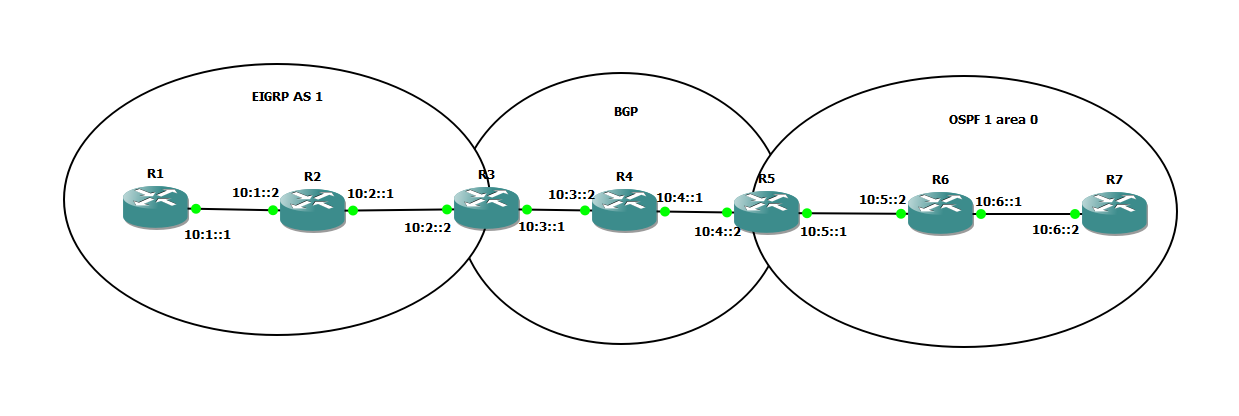 EIGRP AS 1
BGP
OSPF 1 area 0
R1
R2
R3
R4
R5
R6
R7
10:1::1
10:1::2
10:2::1
10:2::2
10:3::1
10:3::2
10:4::1
10:4::2
10:5::1
10:5::2
10:6::1
10:6::2